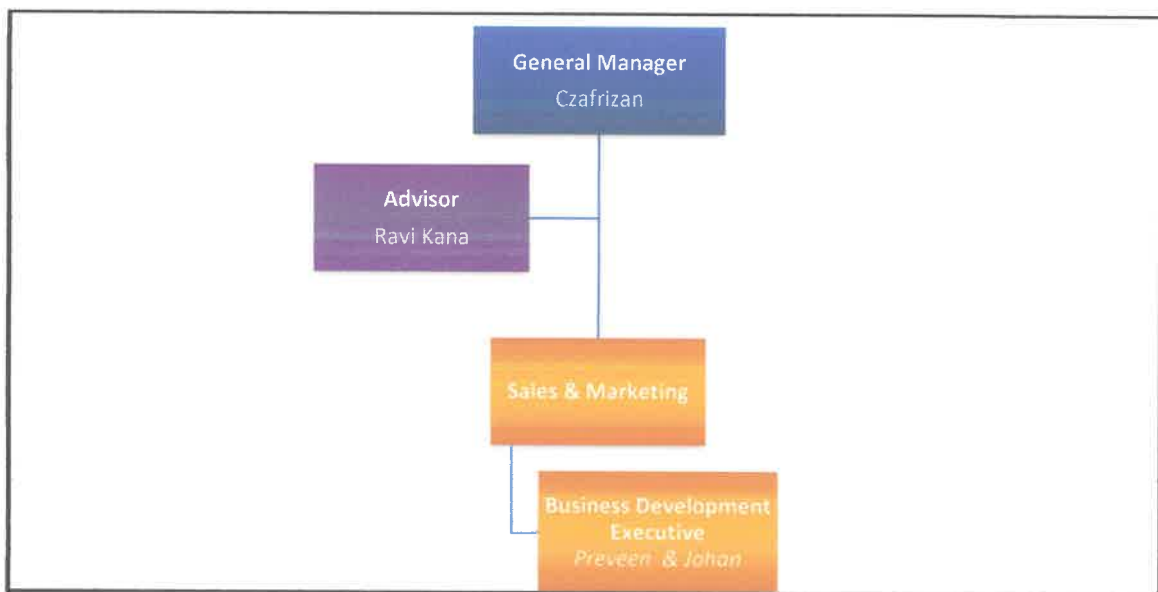 General Manager
Czafrizan
Advisor
Ravi Kana
Sales & Marketing
Business Development
Executive
Preveen & Johan